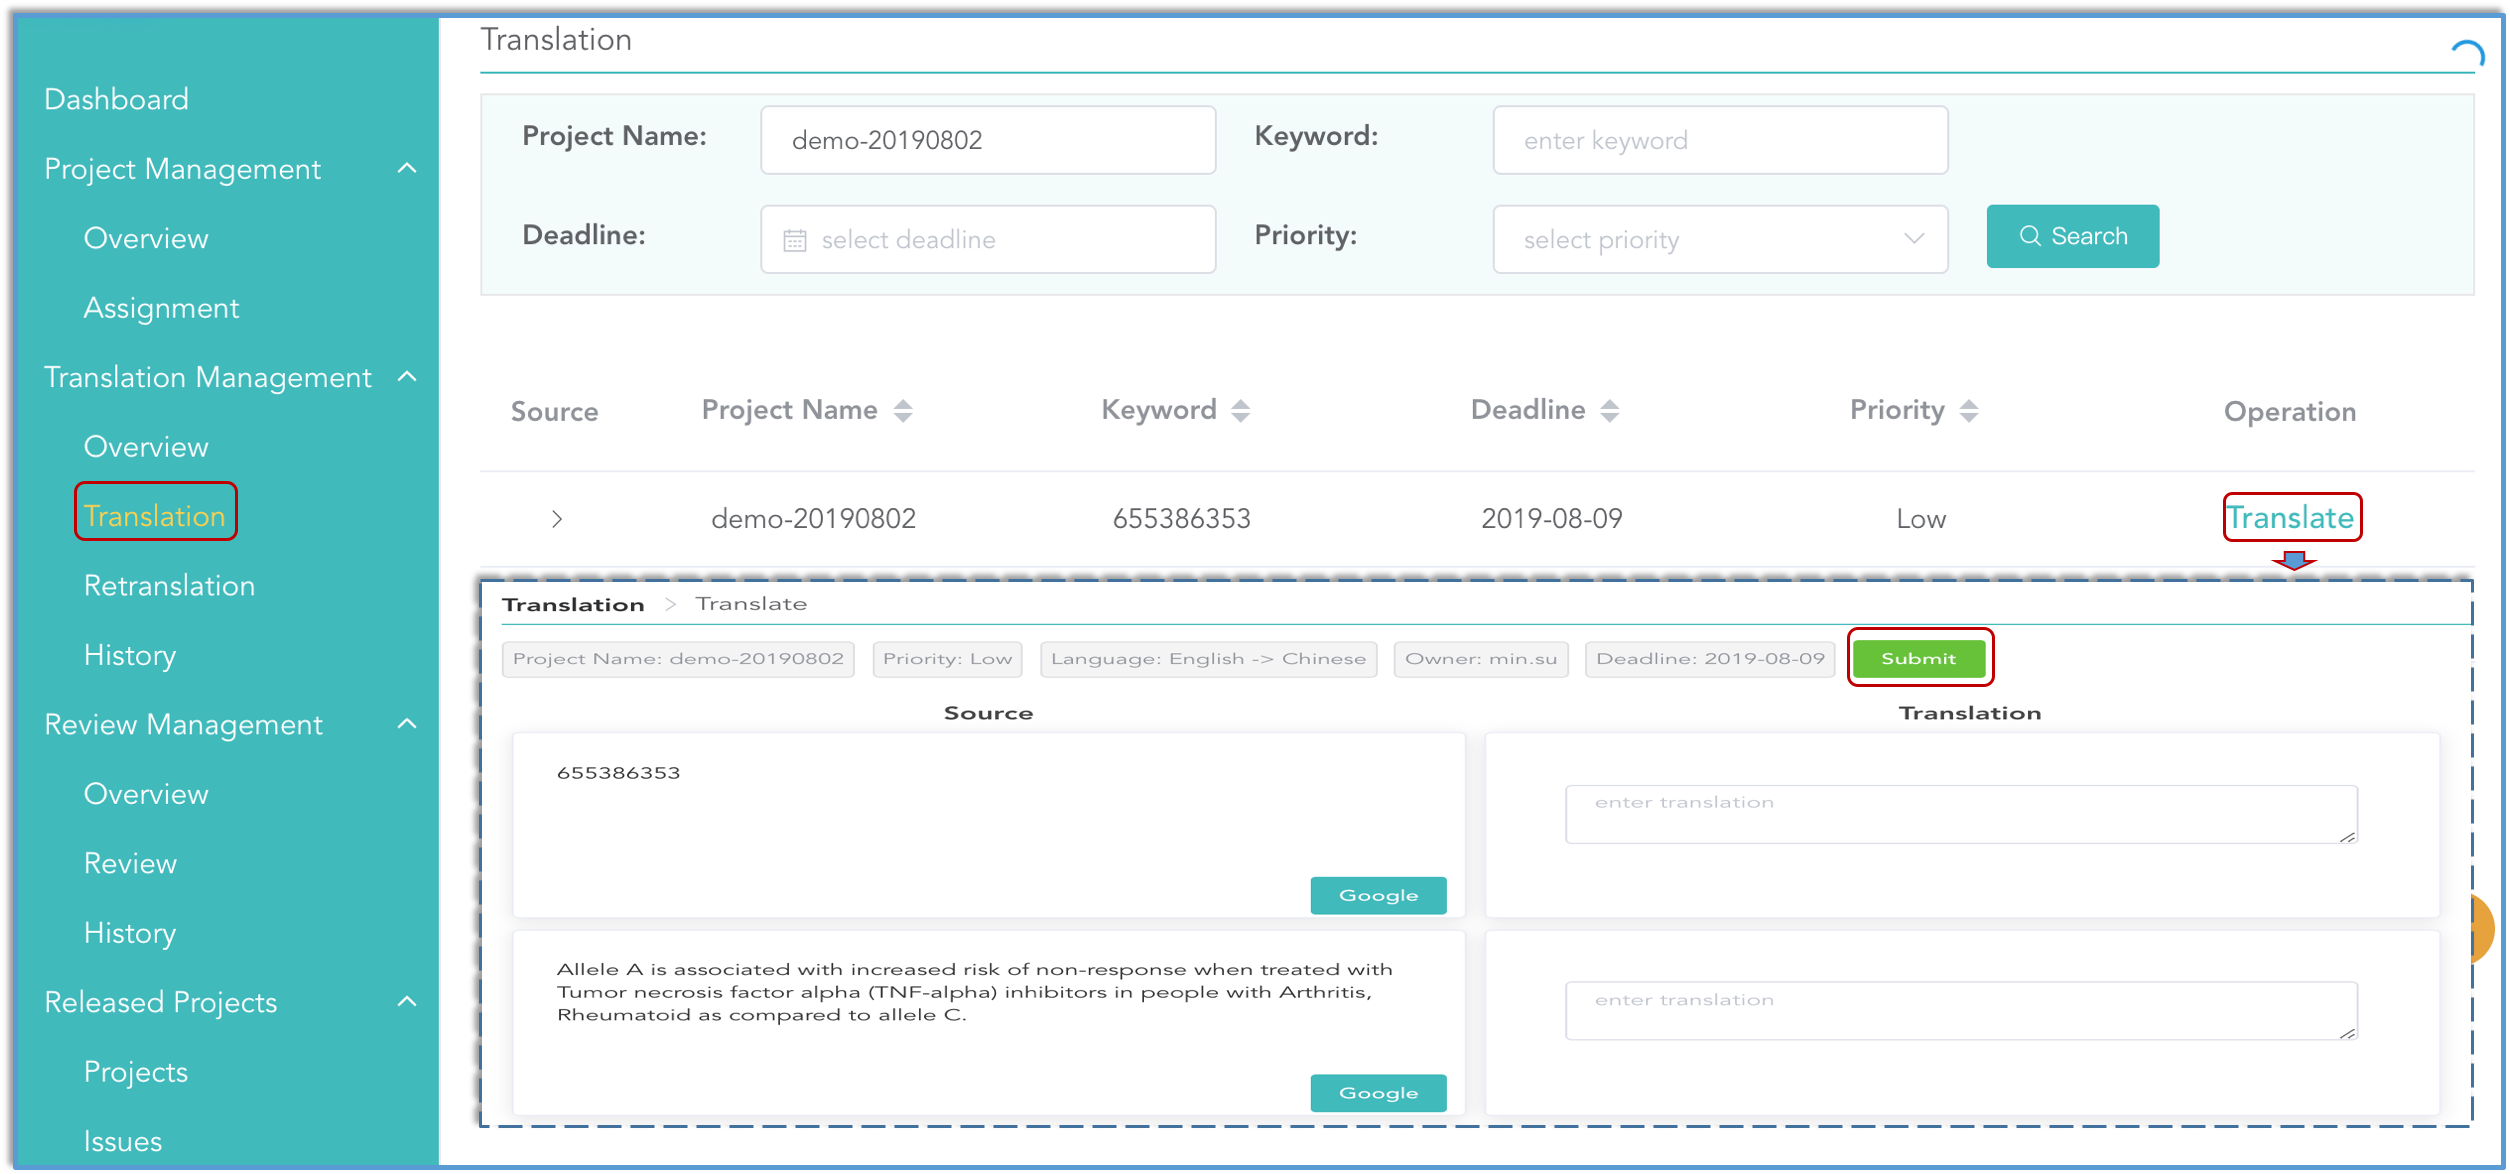 Dashboard
Project Management
Overview
Assignment
Translation Management
Overview
Translation
Retranslation
History
Review Management
Overview
Review
History
Released Projects
Projects
Issues
Translation
Project Name: demo-20190802 Keyword: enter keyword
Deadline: select deadline Priority: select priority Search
Source Project Name Keyword Deadline Priority Operation
demo-20190802 655386353 2019-08-09 Low Translate
Translation > Translate
Project Name: demo-20190802 Priority: Low Language: English -> Chinese Owner: min.su Deadline: 2019-08-09 Submit
Source Translation
655386353
enter translation
Google
Allele A is associated with increased risk of non-response when treated with
Tumor necrosis factor alpha (TNF-alpha) inhibitors in people with Arthritis,
Rheumatoid as compared to allele C.
enter translation
Google